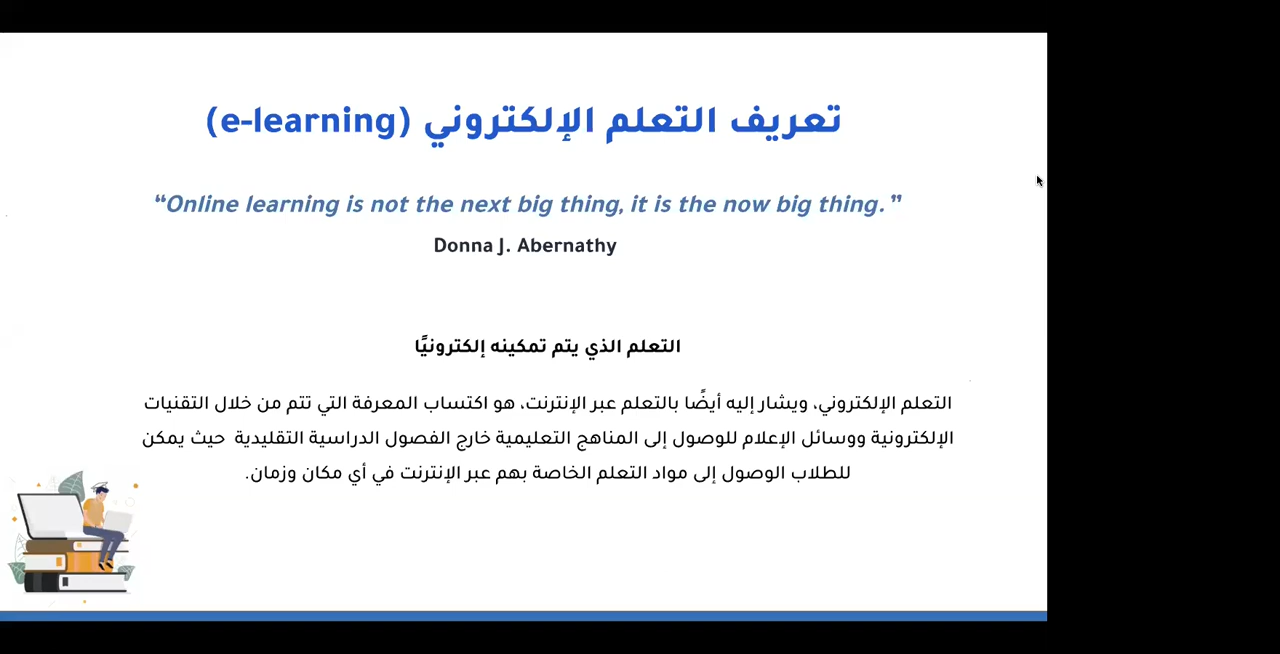 تعريف التعلم الإلكتروني (e-learning)
“Online learning is not the next big thing, it is the now big thing.”
Donna J. Abernathy
التعلم الذي يتم تمكينه إلكترونيًا
التعلم الإلكتروني، ويشار إليه أيضًا بالتعلم عبر الإنترنت، هو اكتساب المعرفة التي تتم من خلال التقنيات
الإلكترونية ووسائل الإعلام للوصول إلى المناهج التعليمية خارج الفصول الدراسية التقليدية حيث يمكن
للطلاب الوصول إلى مواد التعلم الخاصة بهم عبر الإنترنت في أي مكان وزمان.